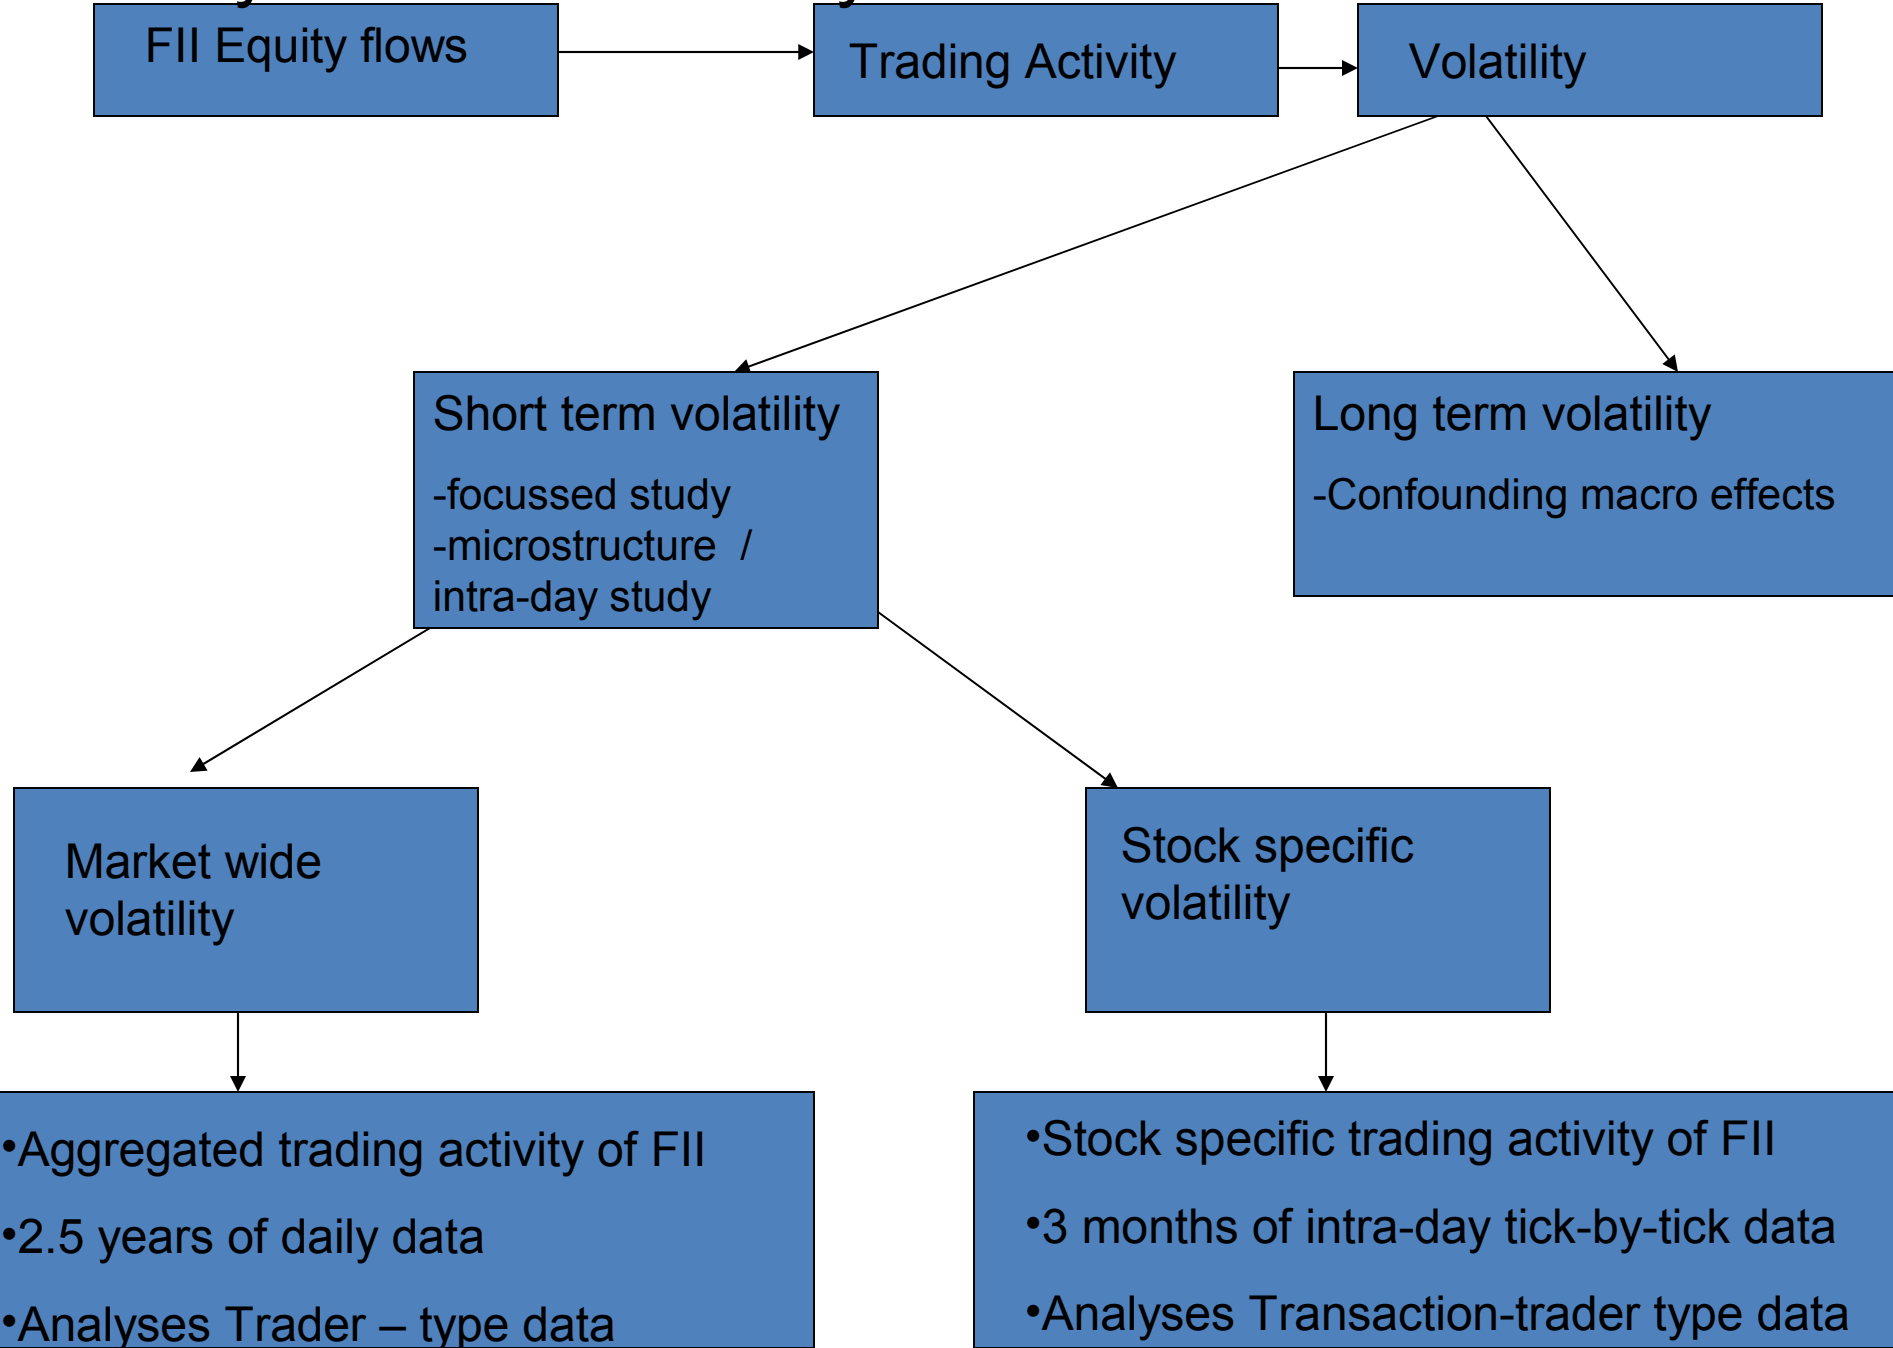 FII Equity flows
Trading Activity
Volatility
Short term volatility
-focussed study
-microstructure  /
intra-day study
Long term volatility
-Confounding macro effects
Market wide
volatility
Stock specific
volatility
•Aggregated trading activity of FII
•2.5 years of daily data
•Analyses Trader – type data
•Stock specific trading activity of FII
•3 months of intra-day tick-by-tick data
•Analyses Transaction-trader type data